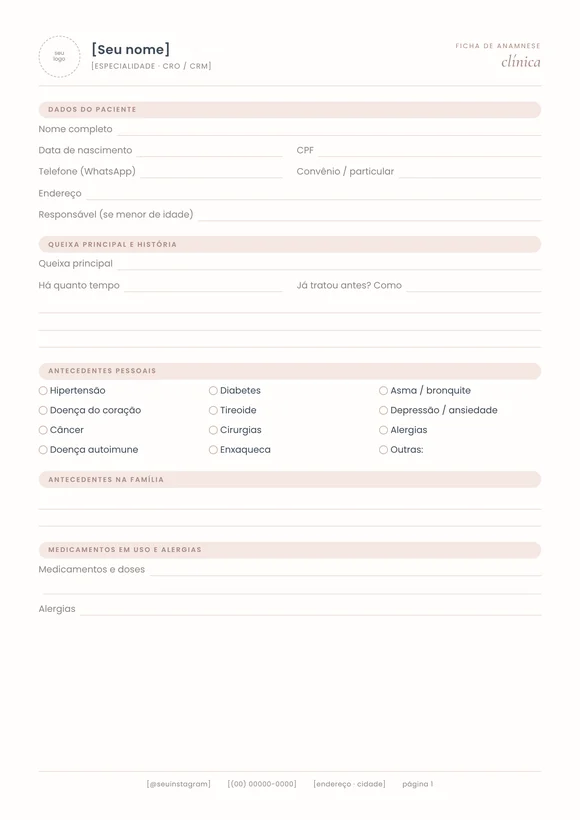 seu
logo
[Seu nome]
[ESPECIALIDADE · CRO / CRM]
FICHA DE ANAMNESE
clínica
DADOS DO PACIENTE
Nome completo
Data de nascimento CPF
Telefone (WhatsApp) Convênio / particular
Endereço
Responsável (se menor de idade)
QUEIXA PRINCIPAL E HISTÓRIA
Queixa principal
Há quanto tempo Já tratou antes? Como
ANTECEDENTES PESSOAIS
Hipertensão Diabetes Asma / bronquite
Doença do coração Tireoide Depressão / ansiedade
Câncer Cirurgias Alergias
Doença autoimune Enxaqueca Outras:
ANTECEDENTES NA FAMÍLIA
MEDICAMENTOS EM USO E ALERGIAS
Medicamentos e doses
Alergias
[@seuinstagram] [(00) 00000-0000] [endereço · cidade] página 1